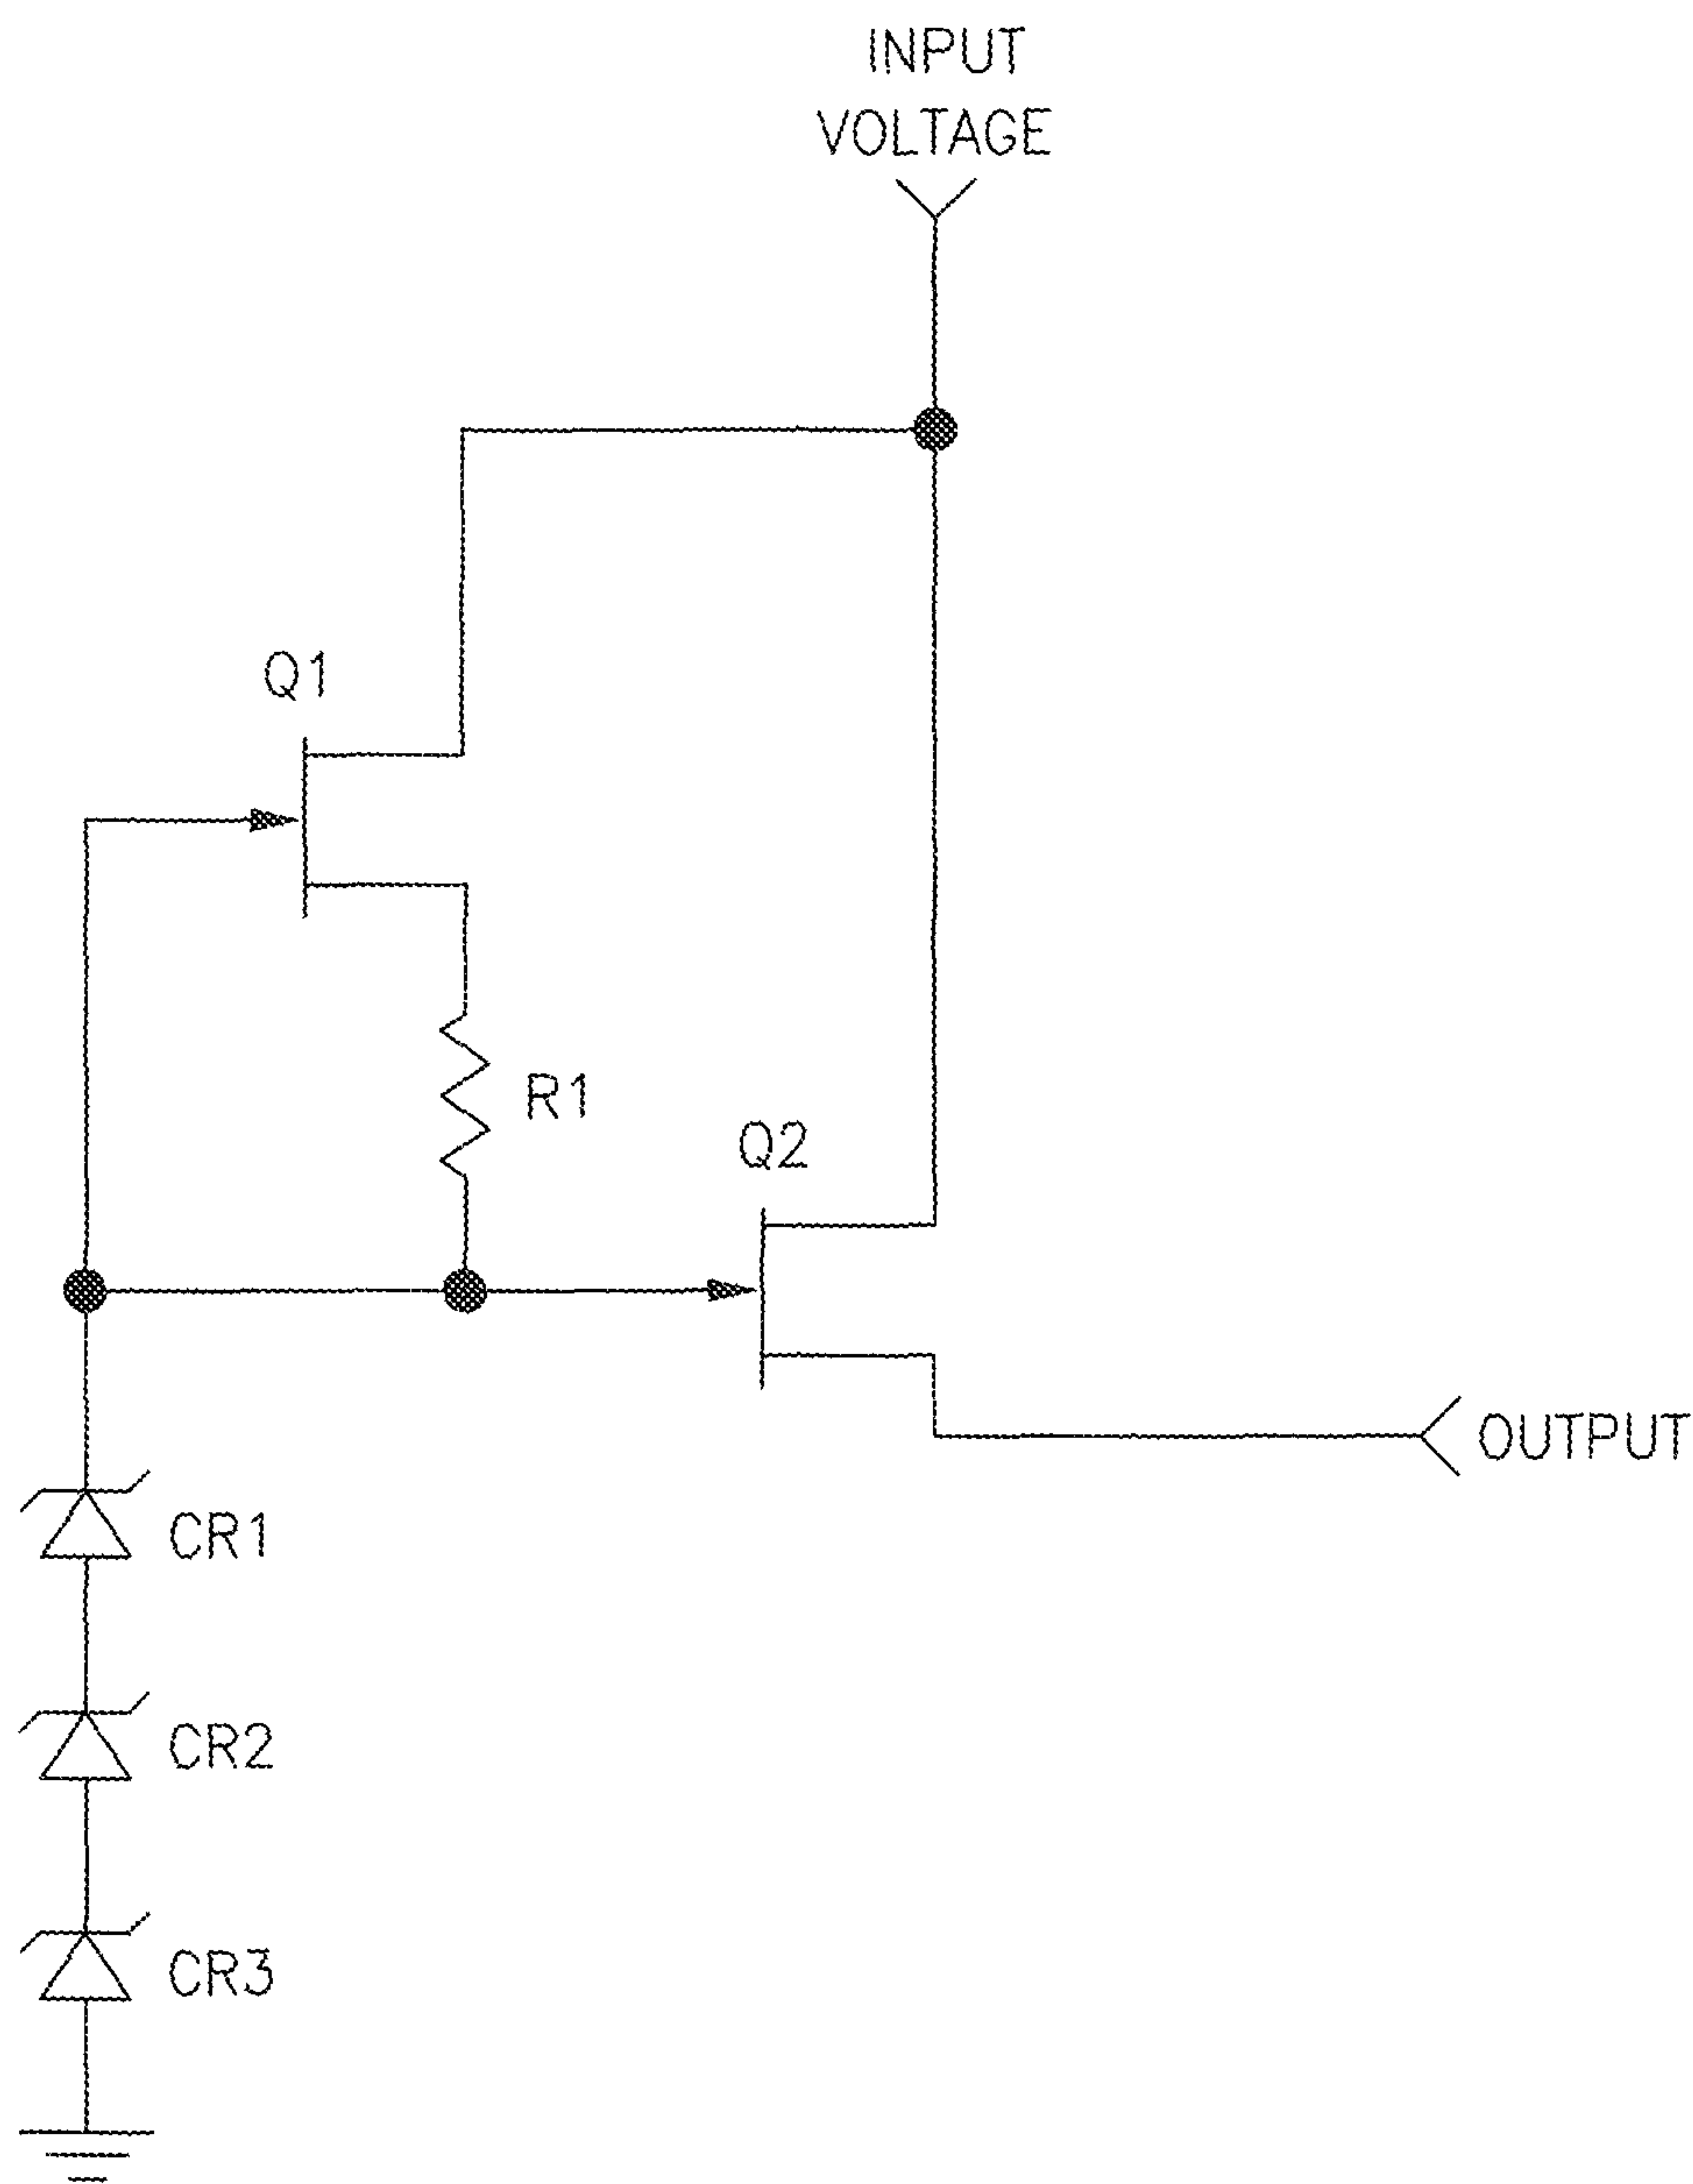 INPUT
VOLTAGE
Q1
R1
Q2
OUTPUT
CR1
CR2
CR3